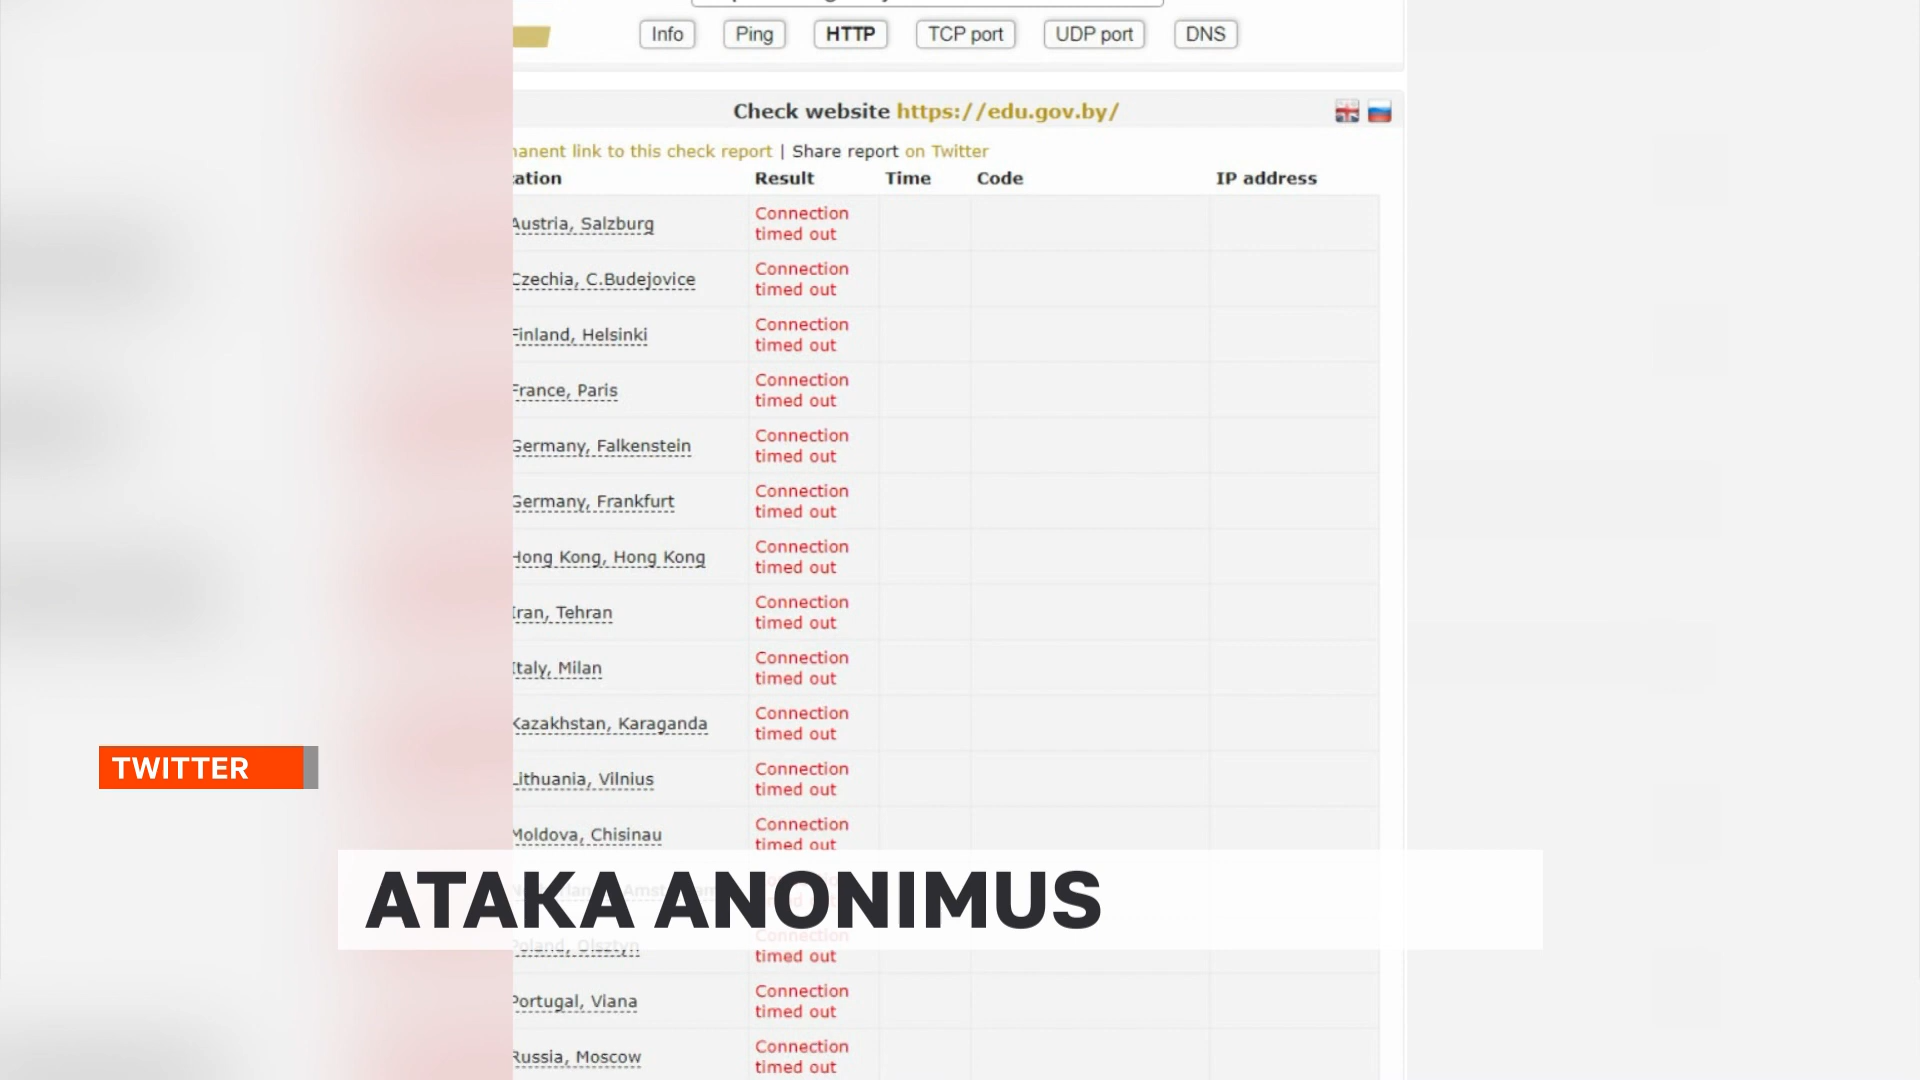 Info Ping HTTP TCP port UDP port DNS
Check website https://edu.gov.by/
nanent link to this check report | Share report on Twitter
ation Result Time Code IP address
Austria, Salzburg Connection timed out
Czechia, C.Budejovice Connection timed out
Finland, Helsinki Connection timed out
France, Paris Connection timed out
Germany, Falkenstein Connection timed out
Germany, Frankfurt Connection timed out
Hong Kong, Hong Kong Connection timed out
Iran, Tehran Connection timed out
Italy, Milan Connection timed out
Kazakhstan, Karaganda Connection timed out
Lithuania, Vilnius Connection timed out
TWITTER
Moldova, Chisinau Connection timed out
ATAKA ANONIMUS
Poland, Olsztyn Connection timed out
Portugal, Viana Connection timed out
Russia, Moscow Connection timed out